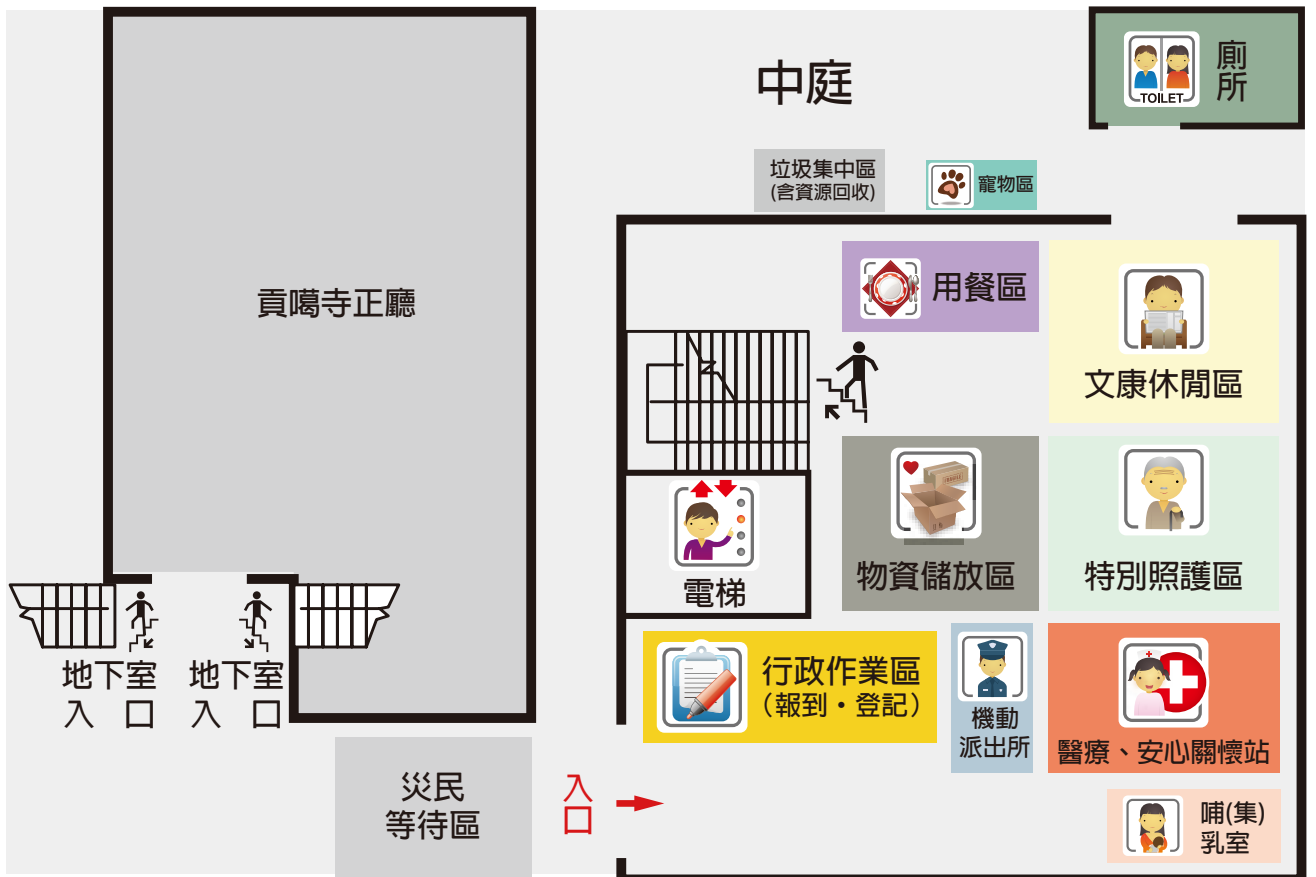 中庭
TOILET
廁所
垃圾集中區
(含資源回收)
寵物區
貢噶寺正廳
用餐區
文康休閒區
電梯
物資儲放區
特別照護區
地下室
入口
地下室
入口
行政作業區
（報到・登記）
機動
派出所
醫療、安心關懷站
災民
等待區
入口
哺(集)
乳室